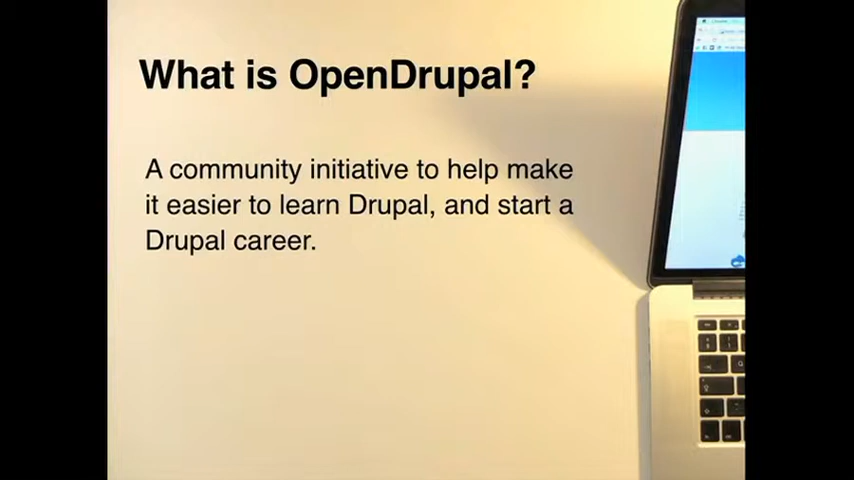 What is OpenDrupal?
A community initiative to help make
it easier to learn Drupal, and start a
Drupal career.